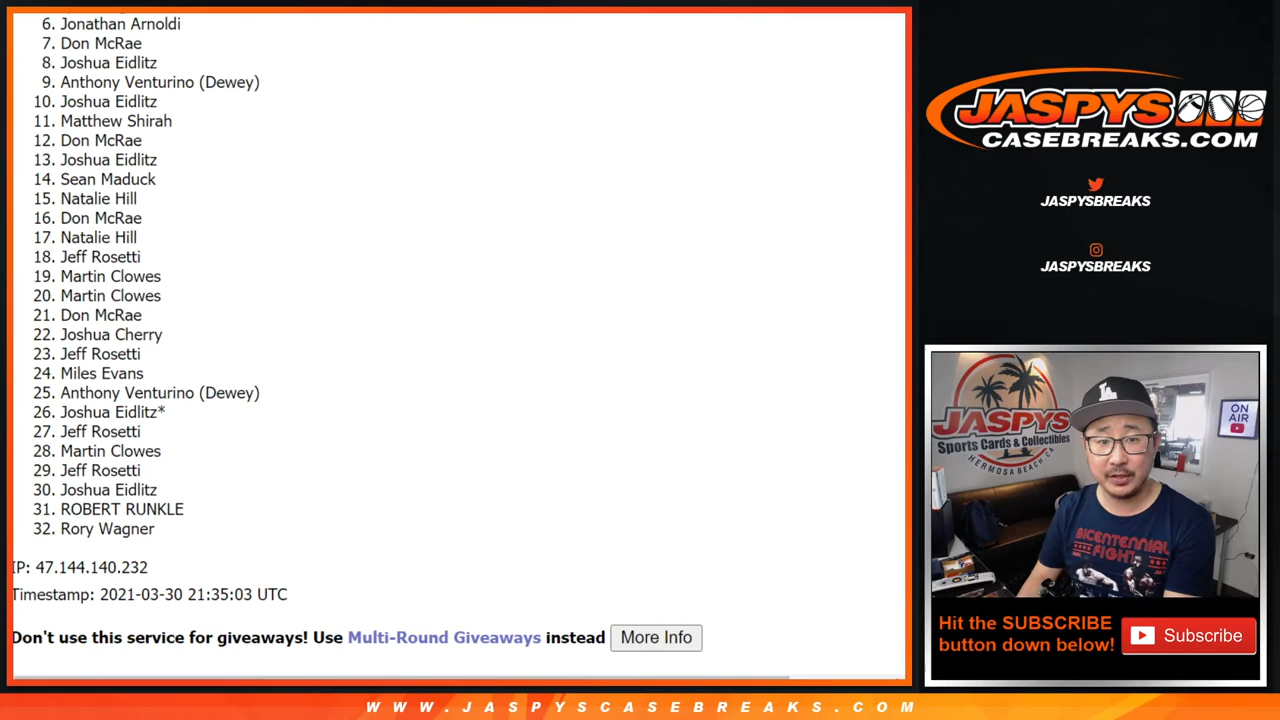 6. Jonathan Arnoldi
7. Don McRae
8. Joshua Eidlitz
9. Anthony Venturino (Dewey)
10. Joshua Eidlitz
11. Matthew Shirah
12. Don McRae
13. Joshua Eidlitz
14. Sean Maduck
15. Natalie Hill
16. Don McRae
17. Natalie Hill
18. Jeff Rosetti
19. Martin Clowes
20. Martin Clowes
21. Don McRae
22. Joshua Cherry
23. Jeff Rosetti
24. Miles Evans
25. Anthony Venturino (Dewey)
26. Joshua Eidlitz*
27. Jeff Rosetti
28. Martin Clowes
29. Jeff Rosetti
30. Joshua Eidlitz
31. ROBERT RUNKLE
32. Rory Wagner
IP: 47.144.140.232
Timestamp: 2021-03-30 21:35:03 UTC
Don't use this service for giveaways! Use Multi-Round Giveaways instead More Info
JASPYS
CASEBREAKS.COM
JASPYSBREAKS
JASPYSBREAKS
JASPYS
Sports Cards & Collectibles
HERMOSA BEACH, CA
ON
AIR
BICENTENNIAL
FIGHT
Hit the SUBSCRIBE
button down below!
Subscribe
WWW.JASPYSCASEBREAKS.COM